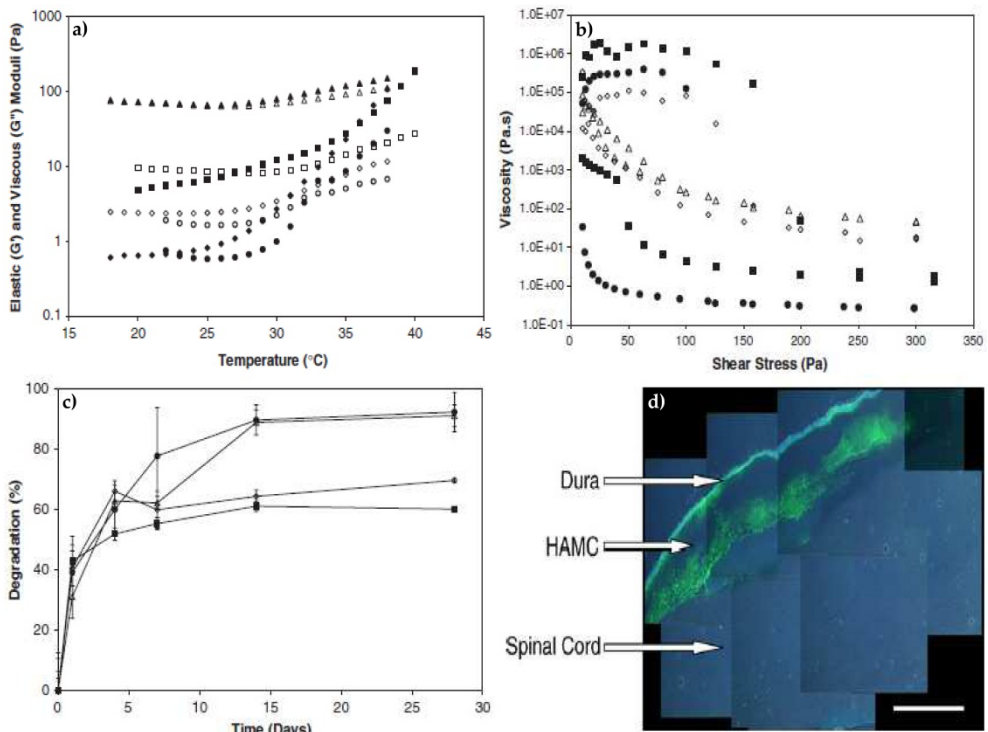 a)
1000
100
10
1
0.1
15
20
25
30
35
40
45
Elastic (G') and Viscous (G") Moduli (Pa)
Temperature (°C)
b)
1.0E+07
1.0E+06
1.0E+05
1.0E+04
1.0E+03
1.0E+02
1.0E+01
1.0E+00
1.0E-01
0
50
100
150
200
250
300
350
Viscosity (Pa.s)
Shear Stress (Pa)
c)
100
80
60
40
20
0
0
5
10
15
20
25
30
Degradation (%)
Time (Days)
d)
Dura
HAMC
Spinal Cord